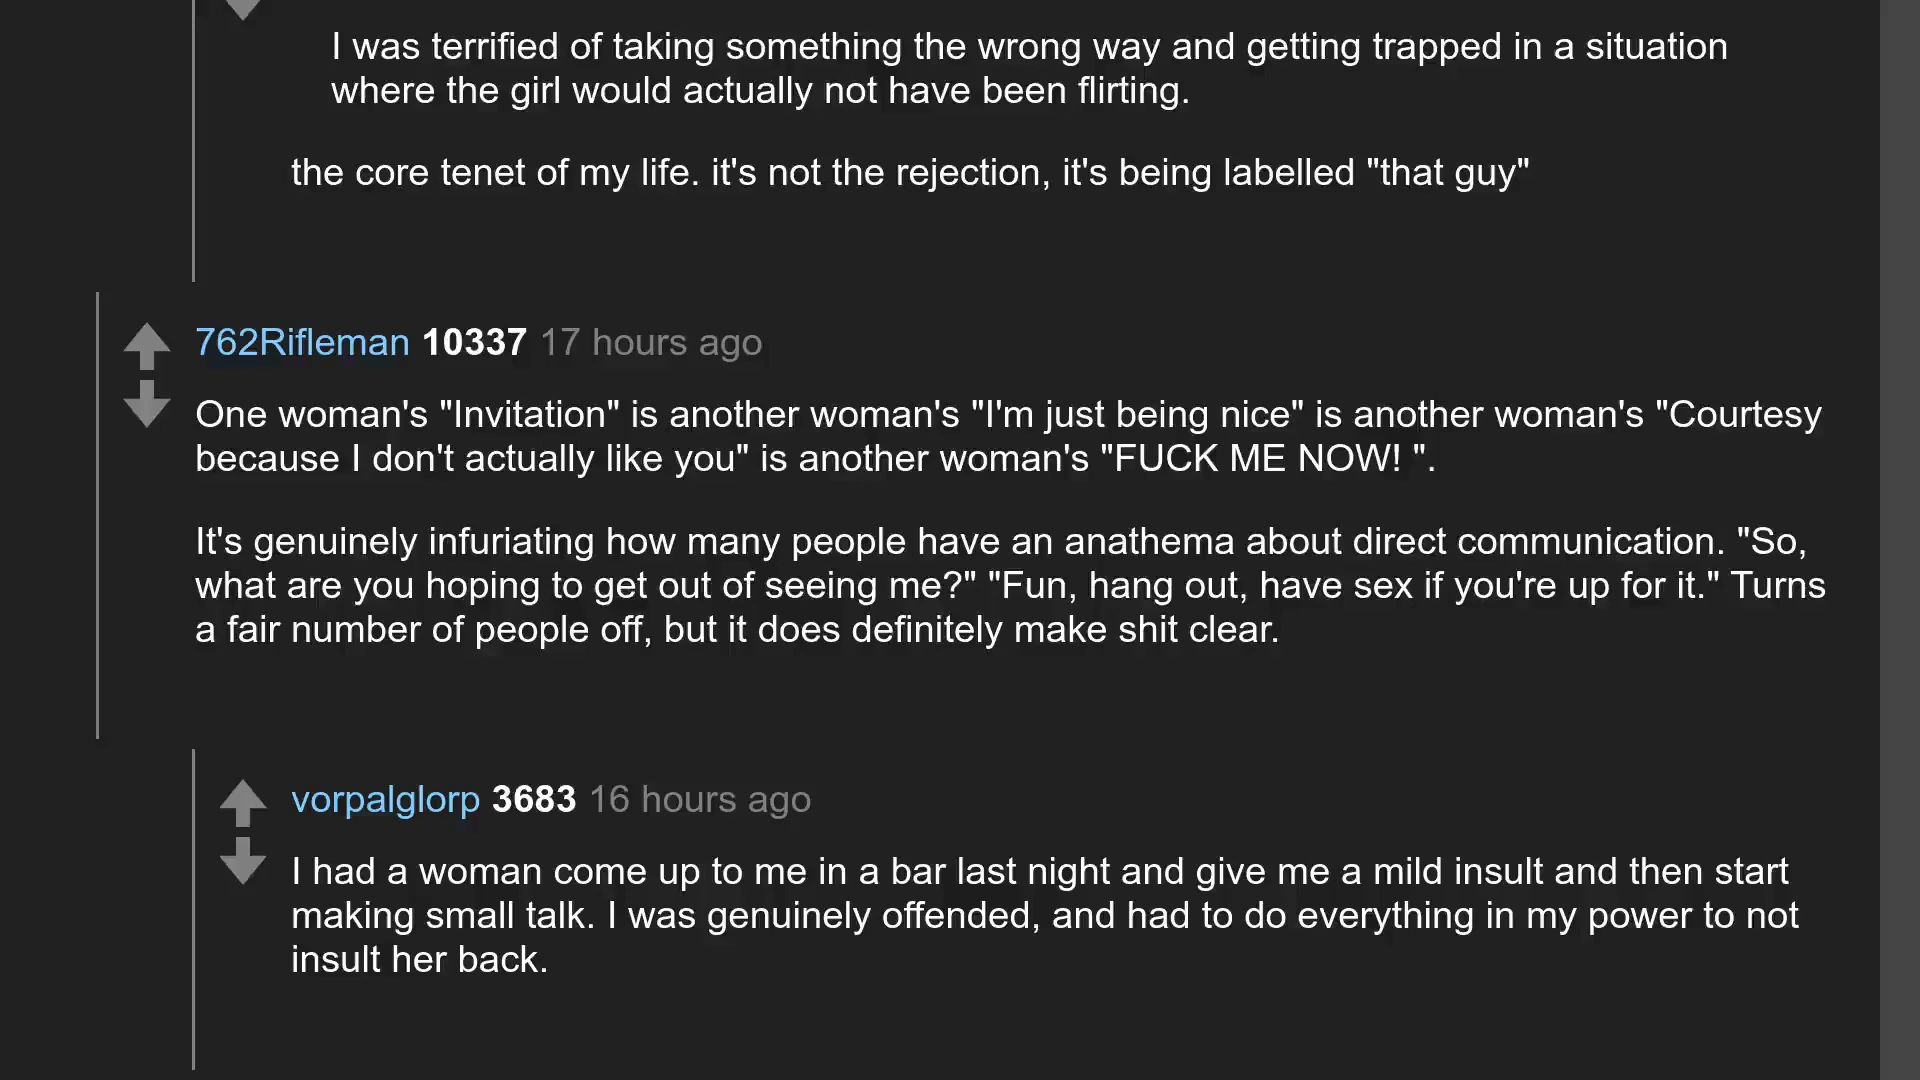 I was terrified of taking something the wrong way and getting trapped in a situation
where the girl would actually not have been flirting.
the core tenet of my life. it's not the rejection, it's being labelled "that guy"
762Rifleman 10337 17 hours ago
One woman's "Invitation" is another woman's "I'm just being nice" is another woman's "Courtesy
because I don't actually like you" is another woman's "FUCK ME NOW! ".
It's genuinely infuriating how many people have an anathema about direct communication. "So,
what are you hoping to get out of seeing me?" "Fun, hang out, have sex if you're up for it." Turns
a fair number of people off, but it does definitely make shit clear.
vorpalglorp 3683 16 hours ago
I had a woman come up to me in a bar last night and give me a mild insult and then start
making small talk. I was genuinely offended, and had to do everything in my power to not
insult her back.